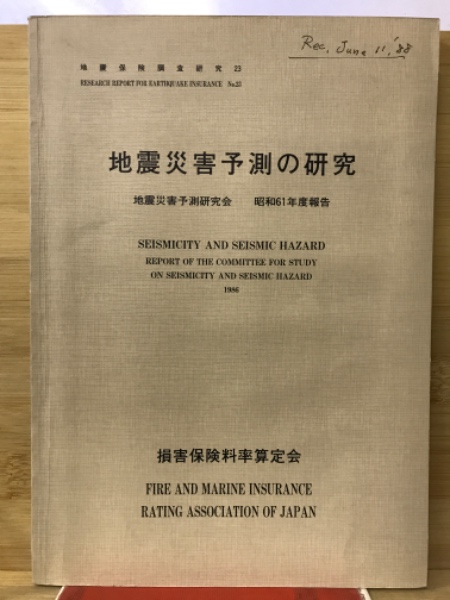 Rec. June 11, '88
地震保険調査研究 23
RESEARCH REPORT FOR EARTHQUAKE INSURANCE No.23
地震災害予測の研究
地震災害予測研究会 昭和61年度報告
SEISMICITY AND SEISMIC HAZARD
REPORT OF THE COMMITTEE FOR STUDY
ON SEISMICITY AND SEISMIC HAZARD
1986
損害保険料率算定会
FIRE AND MARINE INSURANCE
RATING ASSOCIATION OF JAPAN